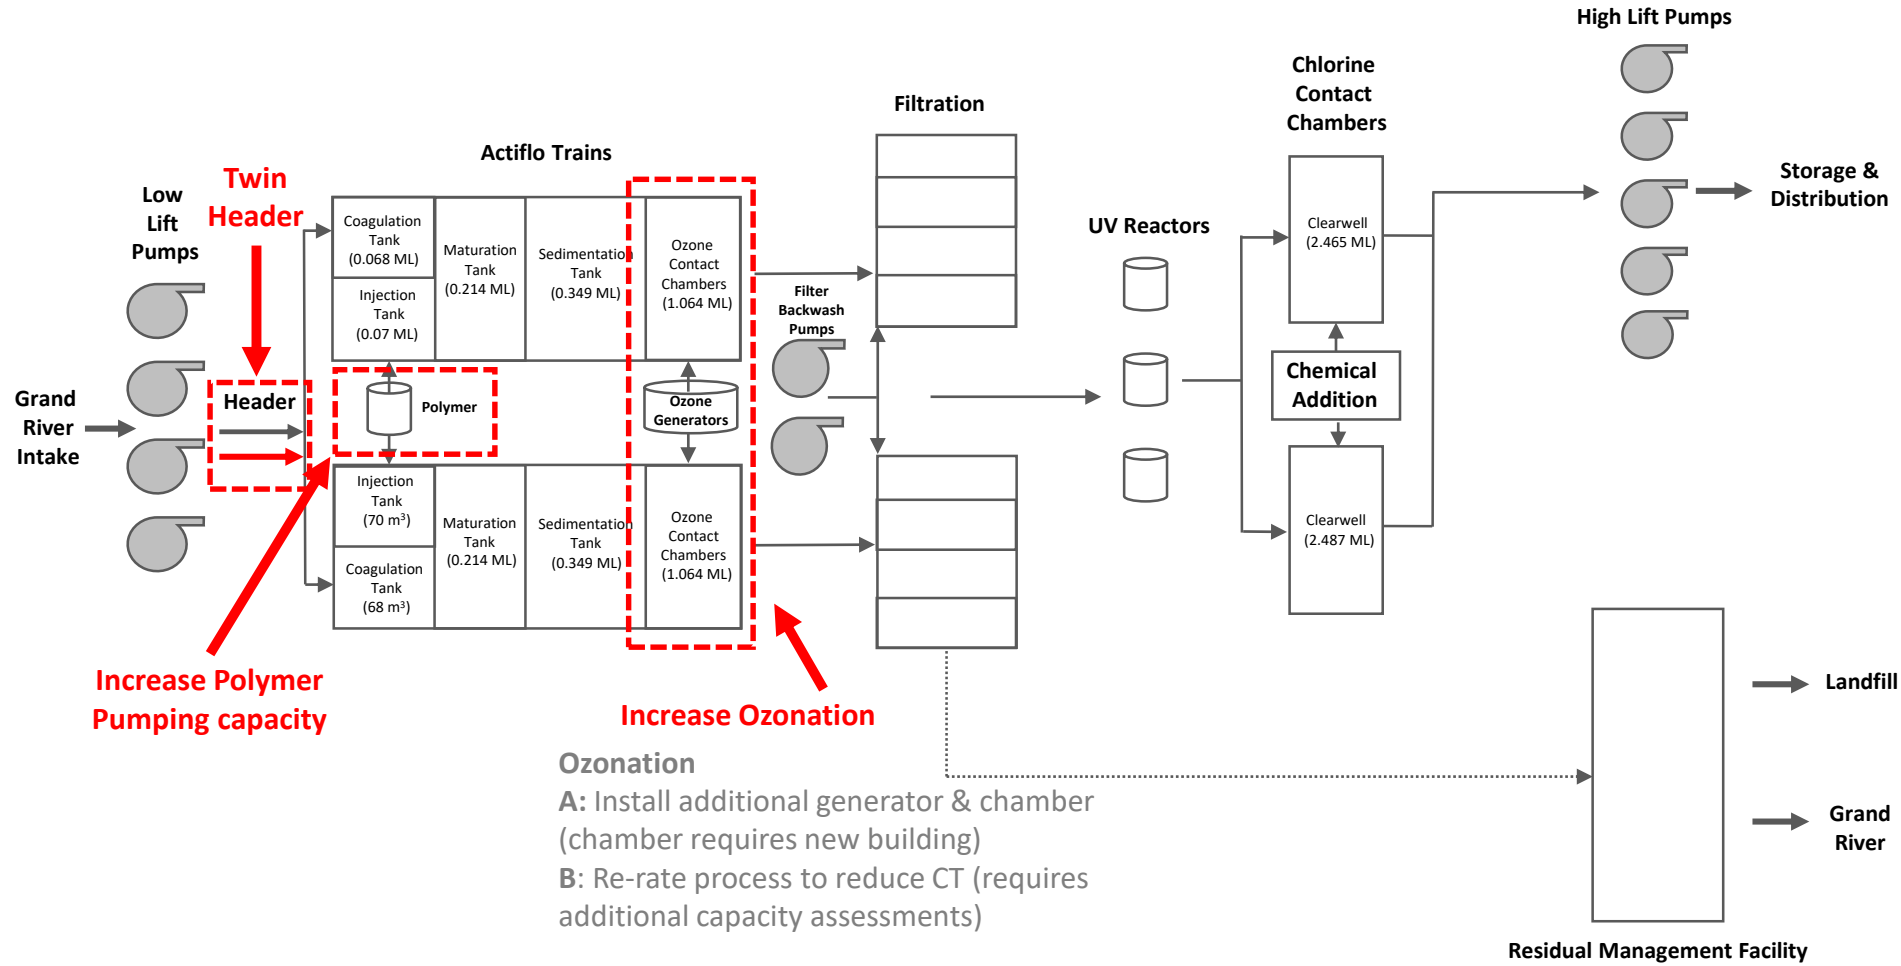 High Lift Pumps
Chlorine
Contact
Chambers
Filtration
Actiflo Trains
Twin
Header
Low
Lift
Pumps
Storage &
Distribution
UV Reactors
Coagulation
Tank
(0.068 ML)
Injection
Tank
(0.07 ML)
Maturation
Tank
(0.214 ML)
Sedimentation
Tank
(0.349 ML)
Ozone
Contact
Chambers
(1.064 ML)
Clearwell
(2.465 ML)
Filter
Backwash
Pumps
Grand
River
Intake
Header
Polymer
Ozone
Generators
Chemical
Addition
Injection
Tank
(70 m³)
Coagulation
Tank
(68 m³)
Maturation
Tank
(0.214 ML)
Sedimentation
Tank
(0.349 ML)
Ozone
Contact
Chambers
(1.064 ML)
Clearwell
(2.487 ML)
Increase Polymer
Pumping capacity
Increase Ozonation
Ozonation
A: Install additional generator & chamber
(chamber requires new building)
B: Re-rate process to reduce CT (requires
additional capacity assessments)
Landfill
Grand
River
Residual Management Facility